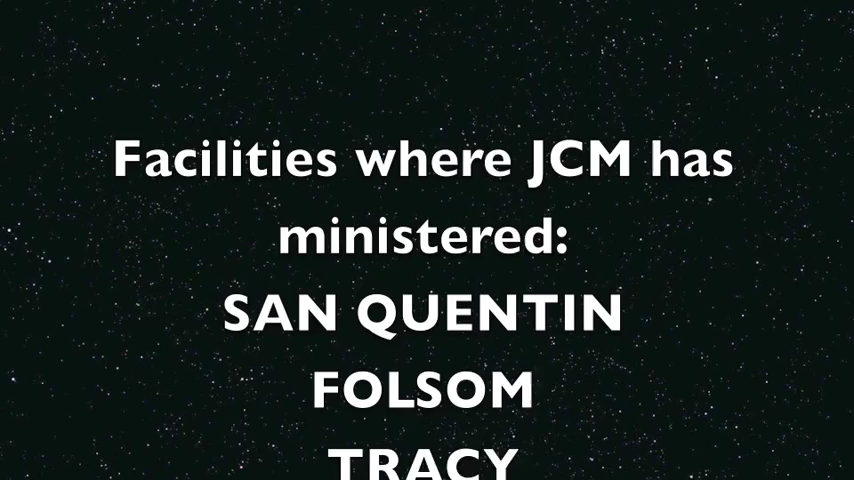 Facilities where JCM has
ministered:
SAN QUENTIN
FOLSOM
TRACY